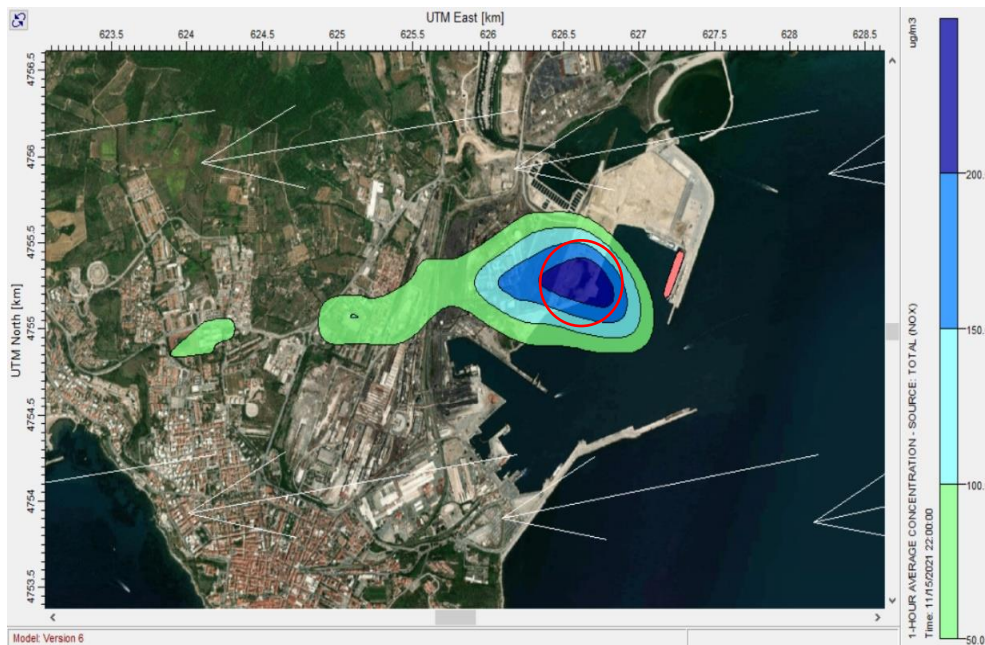 UTM East [km]
623.5 624 624.5 625 625.5 626 626.5 627 627.5 628 628.5
UTM North [km]
4756.5
4756
4755.5
4755
4754.5
4754
4753.5
ug/m3
200.
150.
100.
50.0
1-HOUR AVERAGE CONCENTRATION - SOURCE: TOTAL (NOX)
Time: 11/15/2021 22:00:00
Model: Version 6